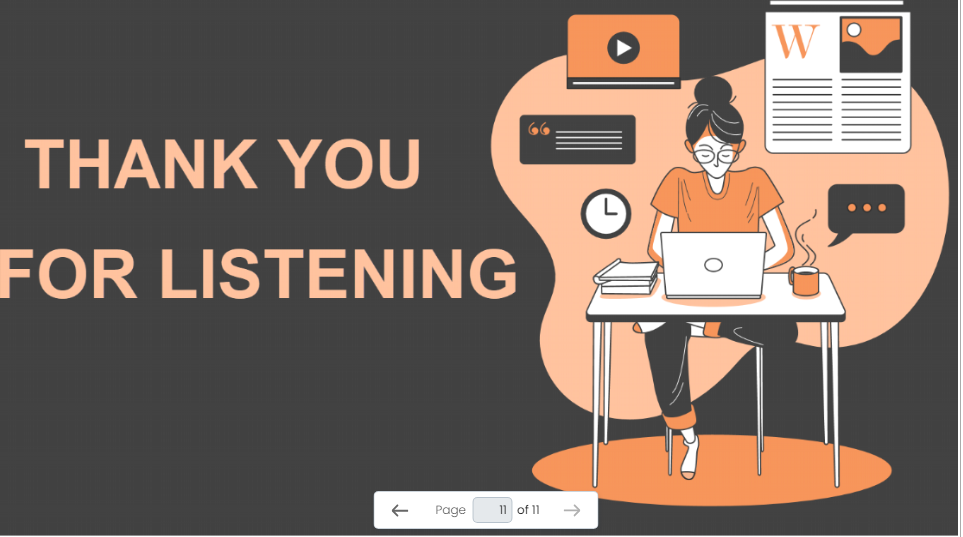 W
THANK YOU
FOR LISTENING
Page 11 of 11